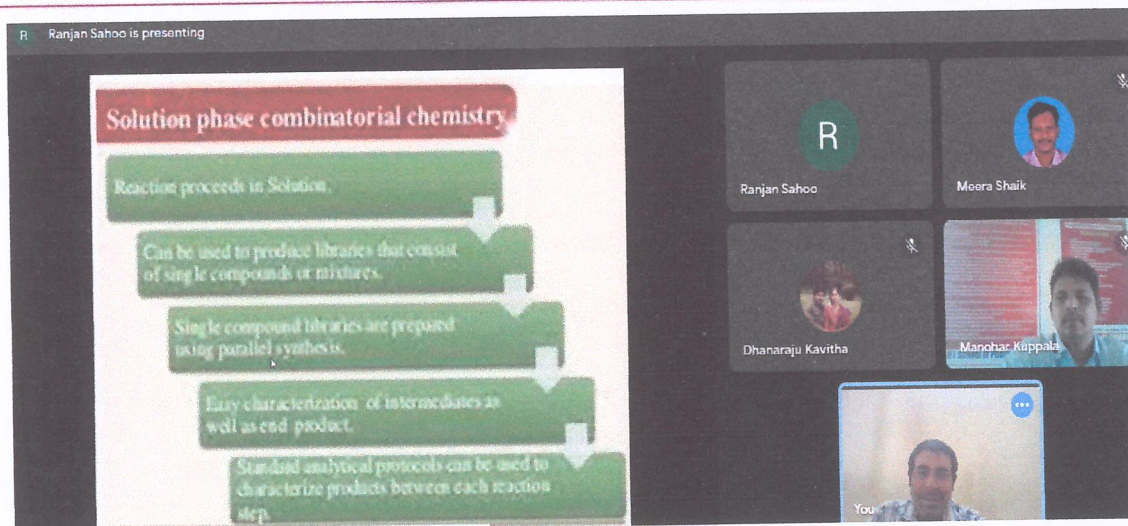 R Ranjan Sahoo is presenting
Solution phase combinatorial chemistry
Reaction proceeds in Solution.
Can be used to produce libraries that consist
of single compounds or mixtures.
Single compound libraries are prepared
using parallel synthesis.
Easy characterization of intermediates as
well as end product.
Standard analytical protocols can be used to
characterize products between each reaction
step.
R
Ranjan Sahoo
Meera Shaik
Dhanaraju Kavitha
Manohar Kuppala
You